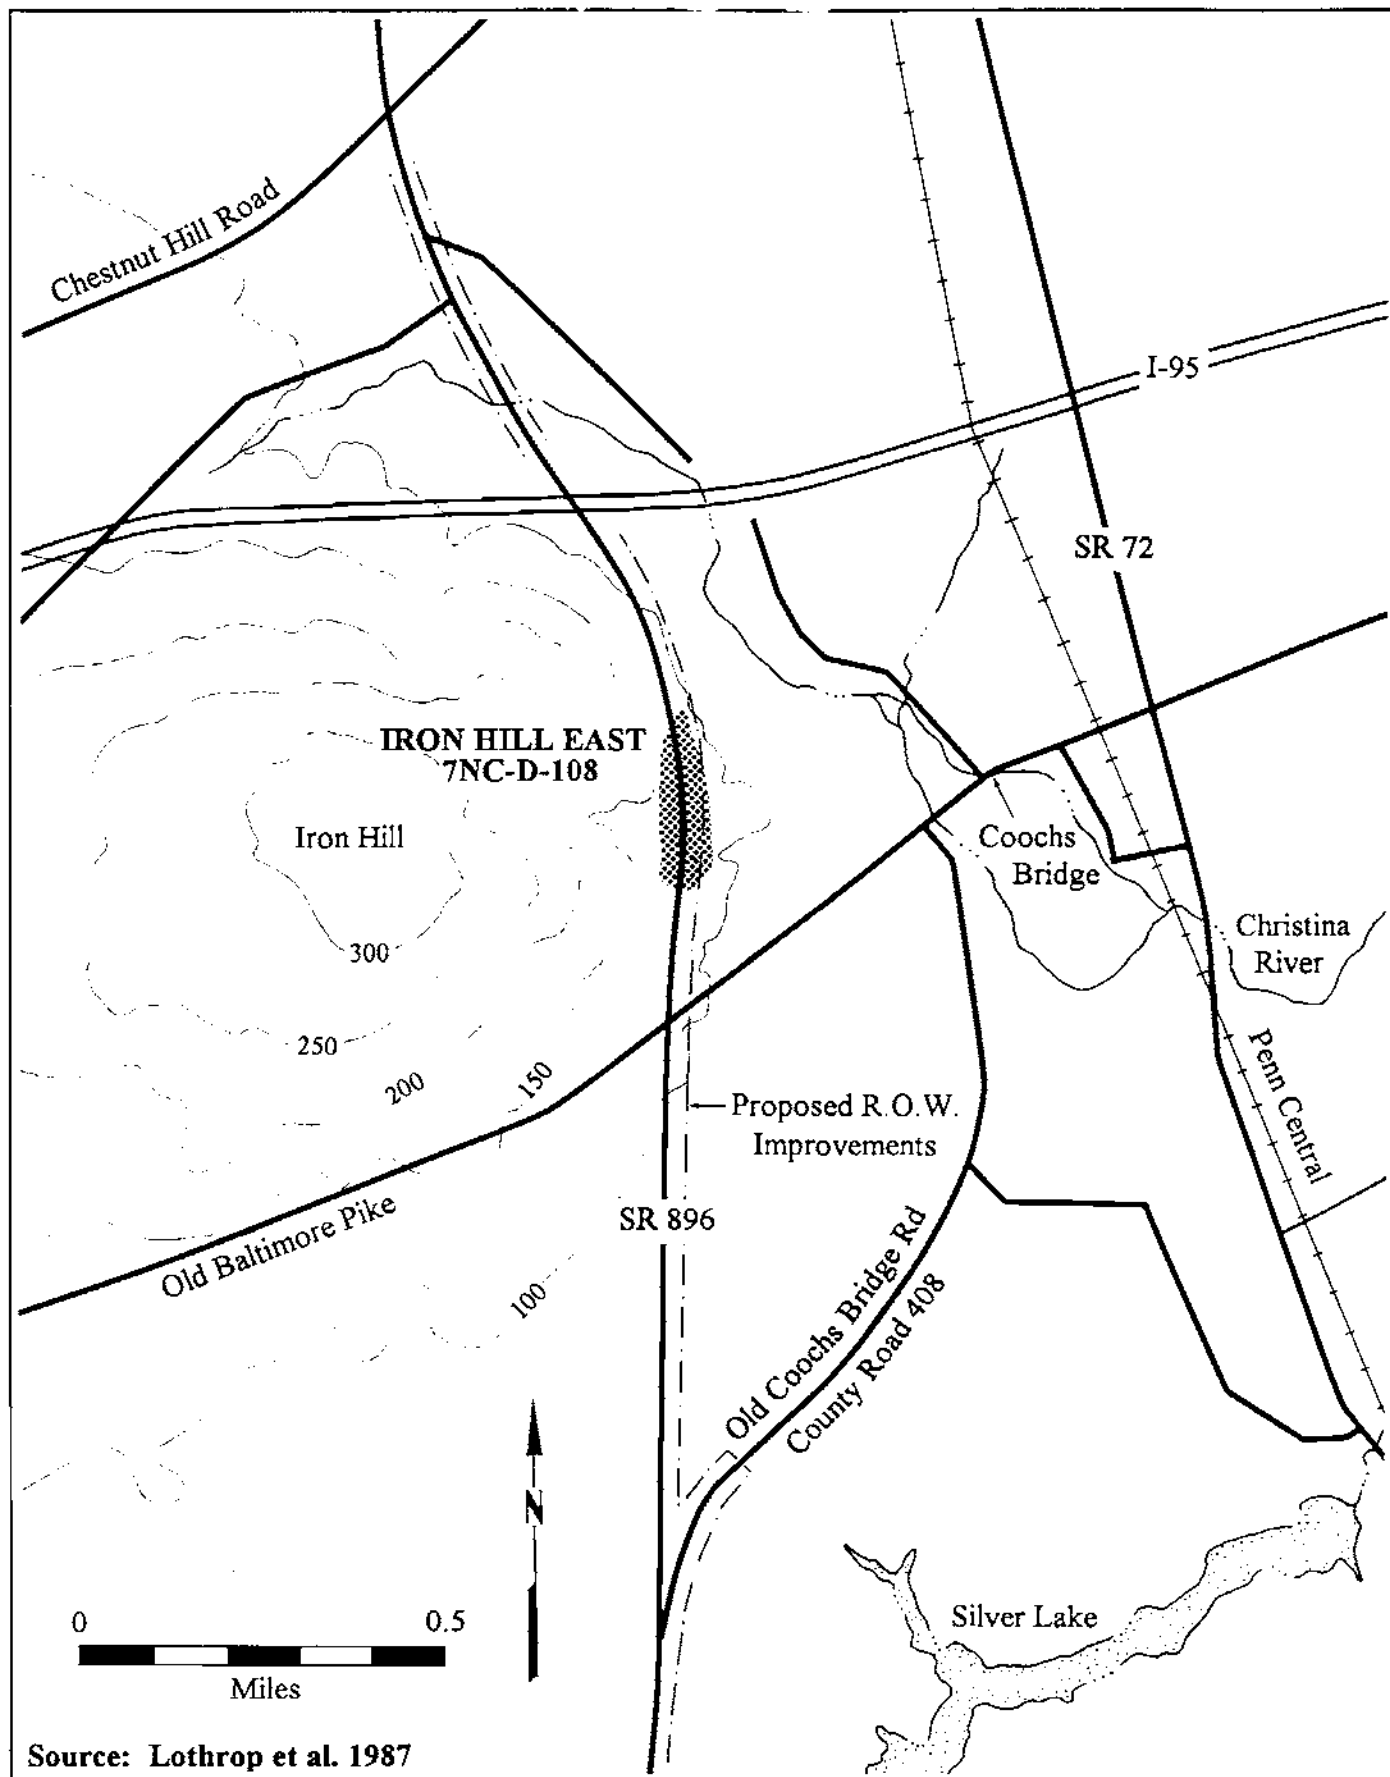 Chestnut Hill Road
I-95
SR 72
IRON HILL EAST
7NC-D-108
Iron Hill
Coochs
Bridge
Christina
River
300
250
200
150
Penn Central
Proposed R.O.W.
Improvements
SR 896
Old Baltimore Pike
100
Old Coochs Bridge Rd
County Road 408
N
0 0.5
Miles
Silver Lake
Source: Lothrop et al. 1987